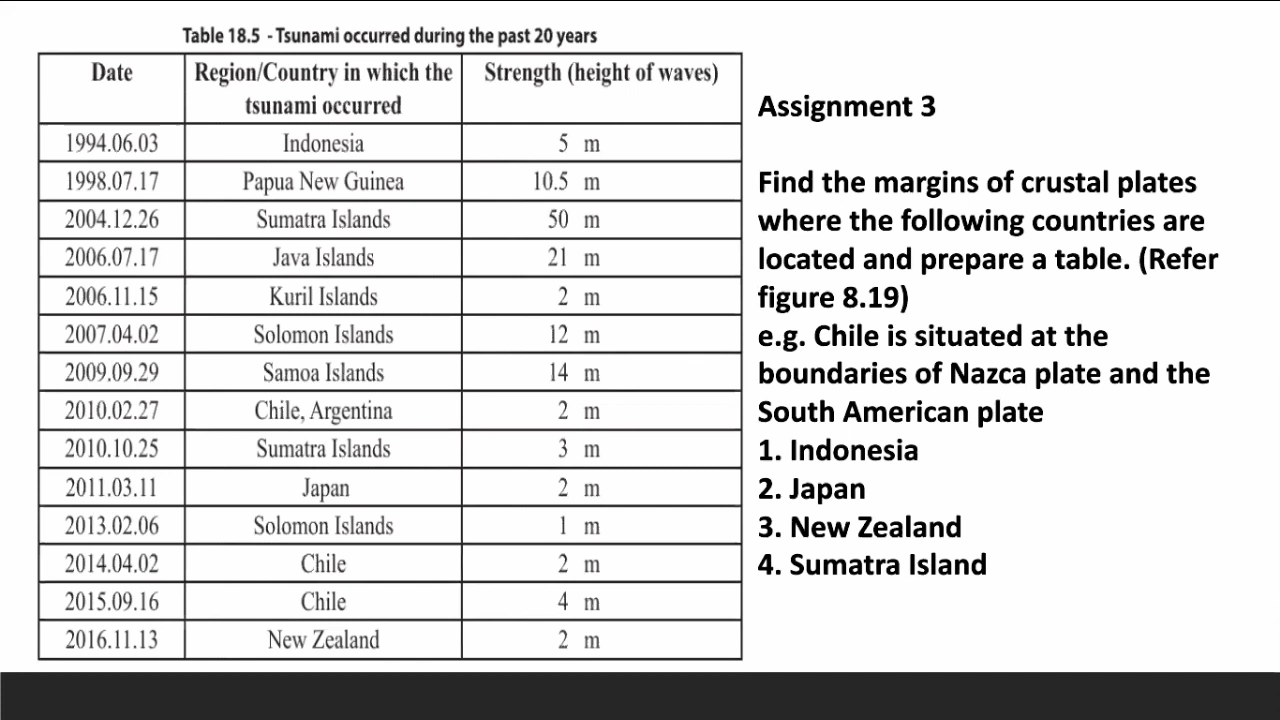 Table 18.5 - Tsunami occurred during the past 20 years
Date Region/Country in which the Strength (height of waves)
tsunami occurred
1994.06.03 Indonesia 5 m
1998.07.17 Papua New Guinea 10.5 m
2004.12.26 Sumatra Islands 50 m
2006.07.17 Java Islands 21 m
2006.11.15 Kuril Islands 2 m
2007.04.02 Solomon Islands 12 m
2009.09.29 Samoa Islands 14 m
2010.02.27 Chile, Argentina 2 m
2010.10.25 Sumatra Islands 3 m
2011.03.11 Japan 2 m
2013.02.06 Solomon Islands 1 m
2014.04.02 Chile 2 m
2015.09.16 Chile 4 m
2016.11.13 New Zealand 2 m
Assignment 3
Find the margins of crustal plates
where the following countries are
located and prepare a table. (Refer
figure 8.19)
e.g. Chile is situated at the
boundaries of Nazca plate and the
South American plate
1. Indonesia
2. Japan
3. New Zealand
4. Sumatra Island